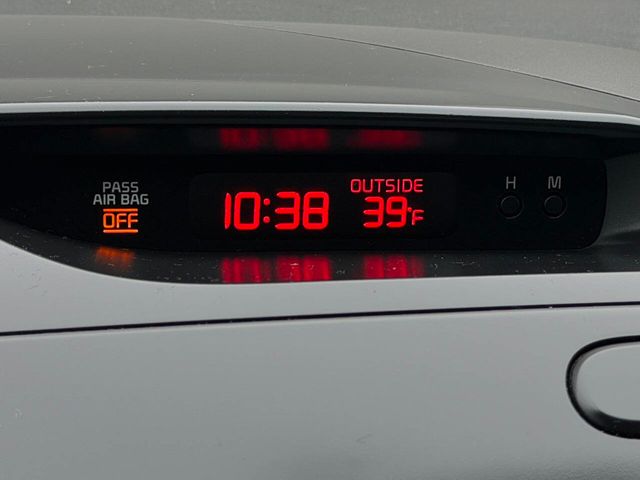 PASS
AIR BAG
OFF
10:38
OUTSIDE
39°F
H M